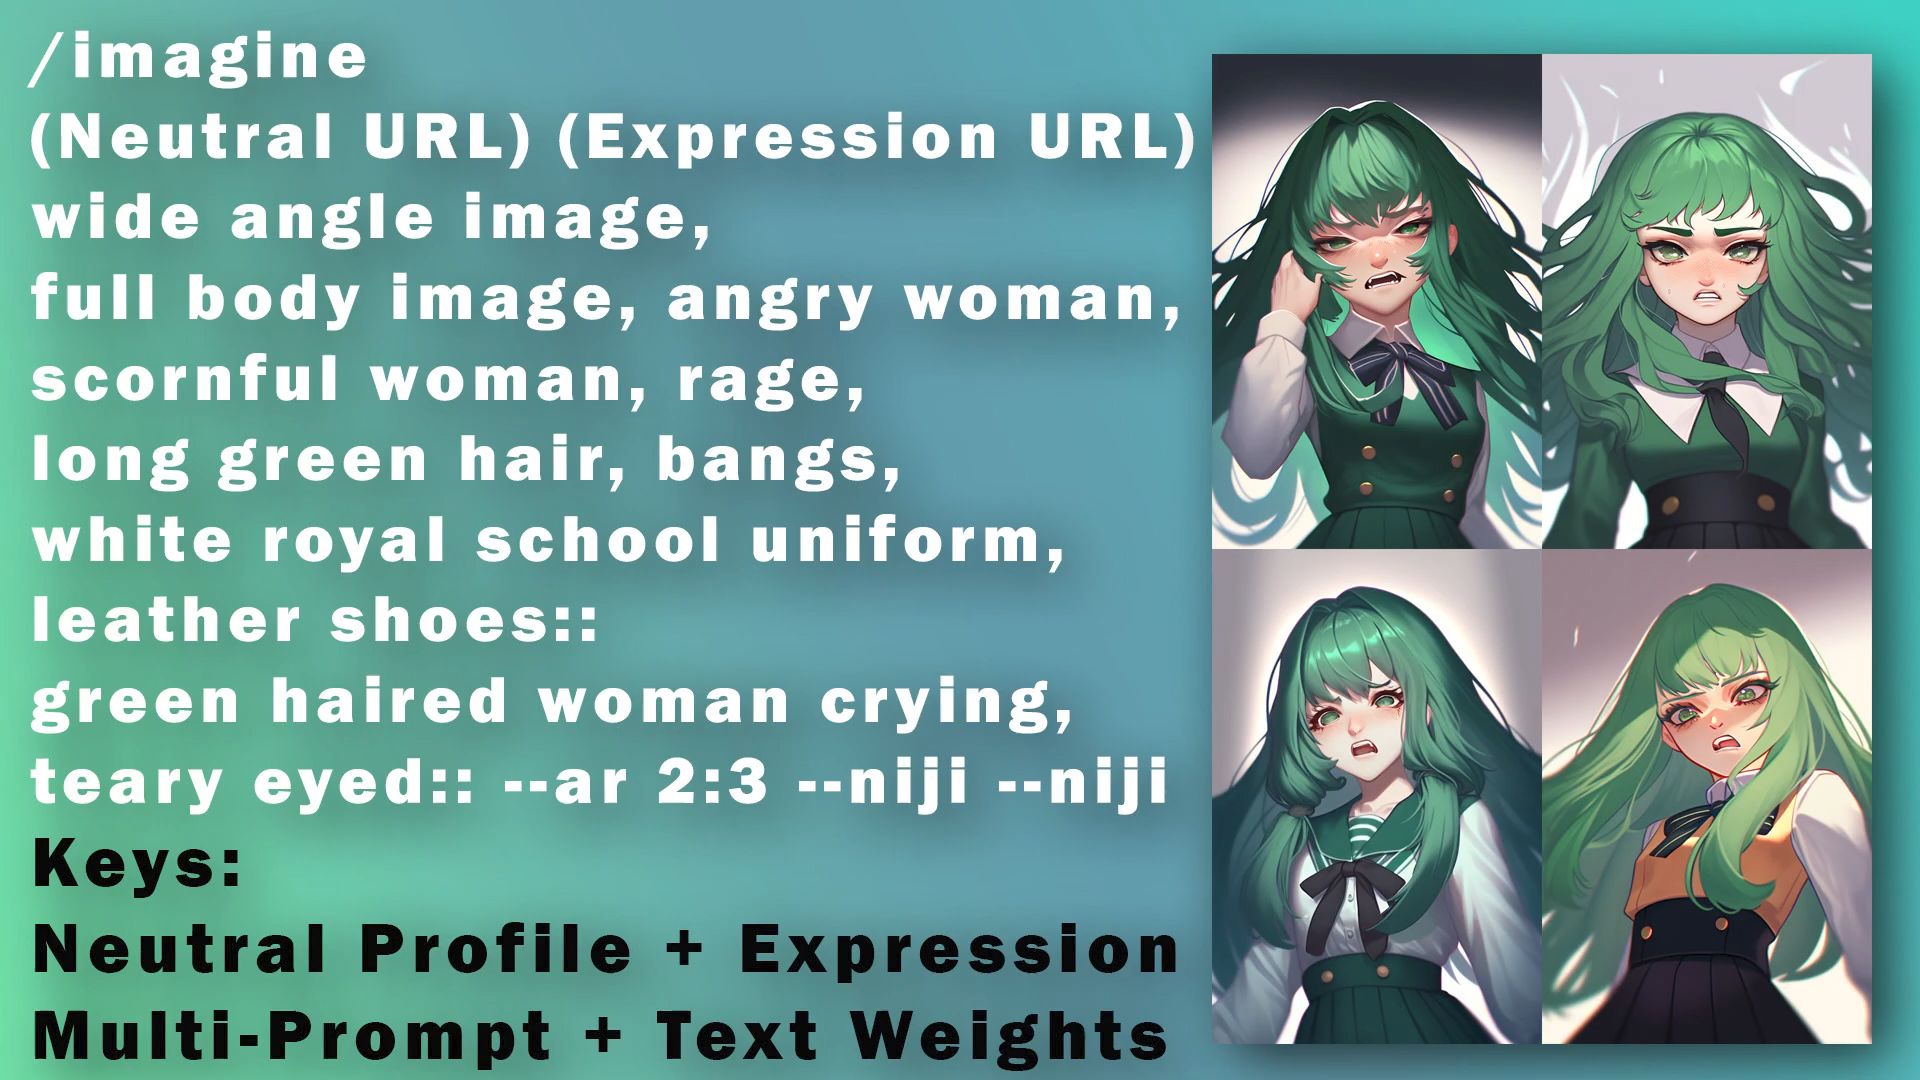 /imagine
(Neutral URL) (Expression URL)
wide angle image,
full body image, angry woman,
scornful woman, rage,
long green hair, bangs,
white royal school uniform,
leather shoes::
green haired woman crying,
teary eyed:: --ar 2:3 --niji --niji
Keys:
Neutral Profile + Expression
Multi-Prompt + Text Weights